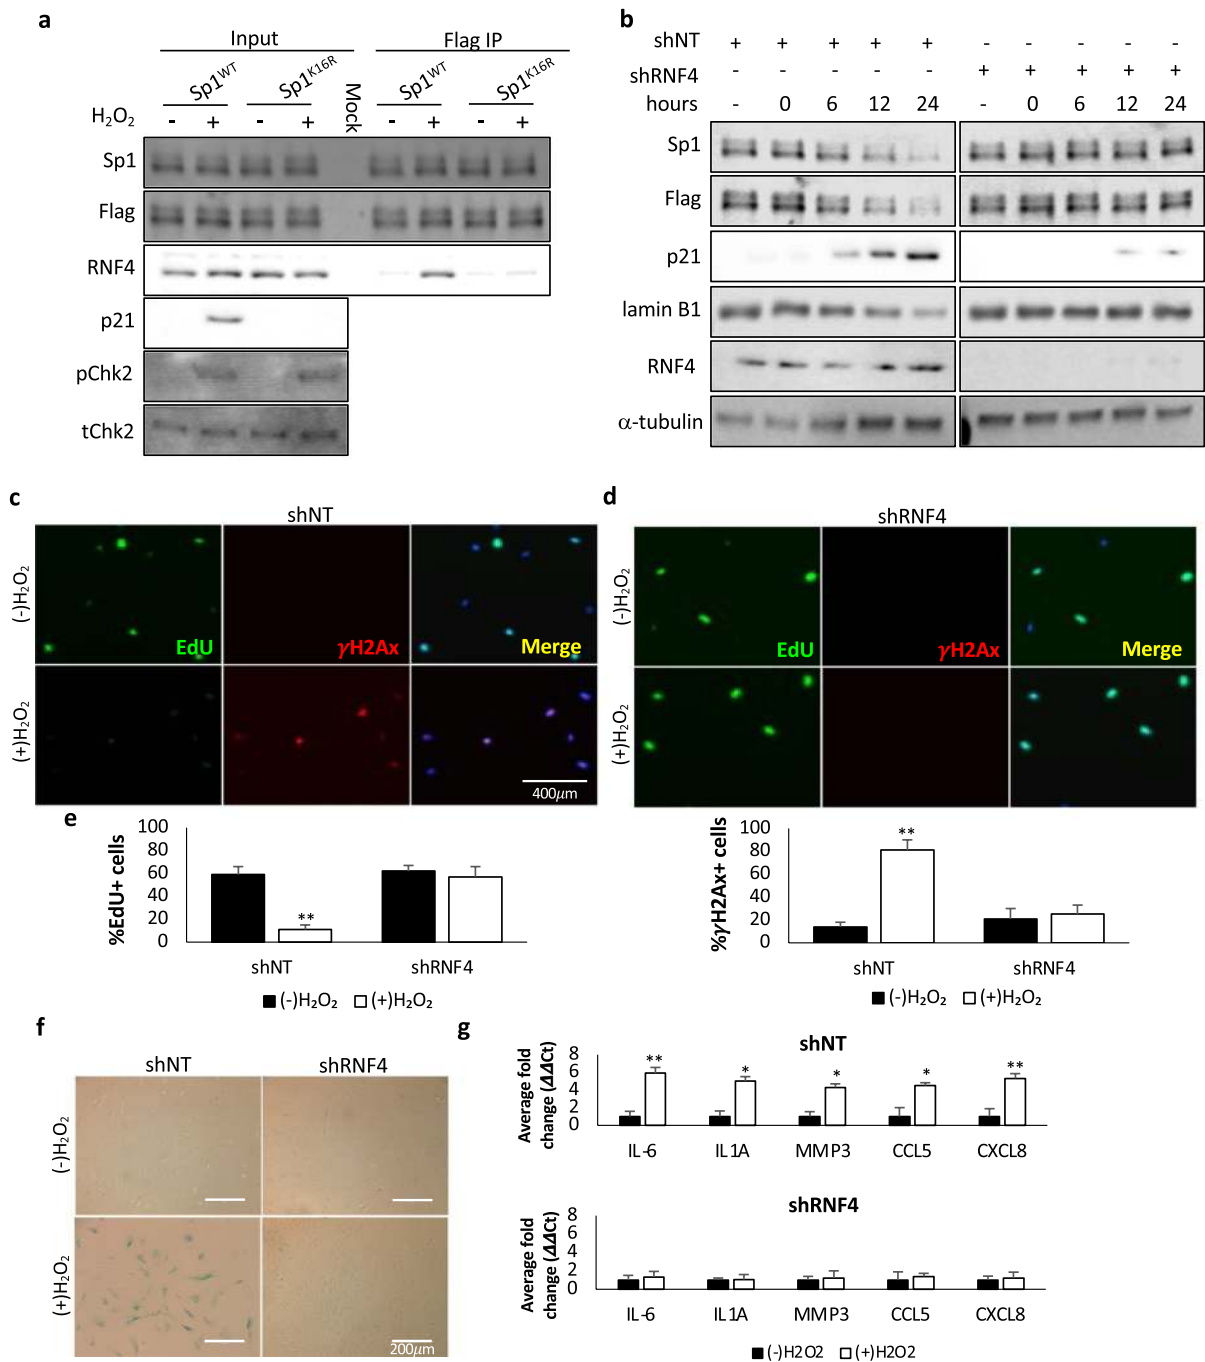 a
Input
Flag IP
Sp1WT
Sp1K16R
Mock
Sp1WT
Sp1K16R
H₂O₂ - + - + - + - +
Sp1
Flag
RNF4
p21
pChk2
tChk2
b
shNT + + + + + - - - - -
shRNF4 - - - - - + + + + +
hours - 0 6 12 24 - 0 6 12 24
Sp1
Flag
p21
lamin B1
RNF4
α-tubulin
c
shNT
(-)H₂O₂
EdU
γH2Ax
Merge
(+)H₂O₂
400μm
d
shRNF4
(-)H₂O₂
EdU
γH2Ax
Merge
(+)H₂O₂
e
%EdU+ cells
100
80
60
40
20
0
**
shNT
shRNF4
(-)H₂O₂ (+)H₂O₂
%γH2Ax+ cells
100
80
60
40
20
0
**
shNT
shRNF4
(-)H₂O₂ (+)H₂O₂
f
shNT
shRNF4
(-)H₂O₂
(+)H₂O₂
200μm
g
shNT
Average fold
change (ΔΔCt)
8
6
4
2
0
** * * * **
IL-6 IL1A MMP3 CCL5 CXCL8
shRNF4
Average fold
change (ΔΔCt)
8
6
4
2
0
IL-6 IL1A MMP3 CCL5 CXCL8
(-)H2O2 (+)H2O2